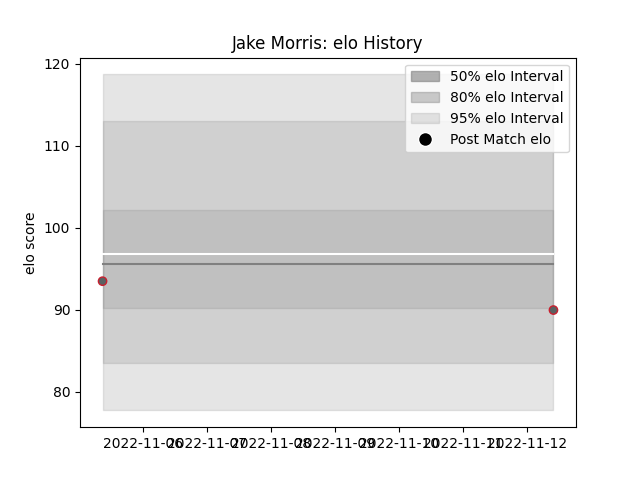 Jake Morris: elo History
50% elo Interval
80% elo Interval
95% elo Interval
Post Match elo
elo score
120
110
100
90
80
2022-11-06
2022-11-07
2022-11-08
2022-11-09
2022-11-10
2022-11-11
2022-11-12